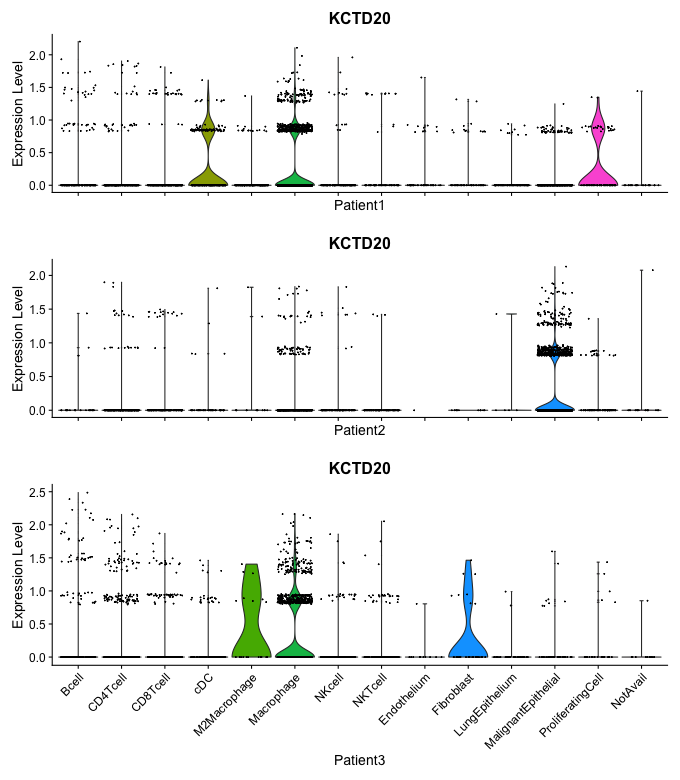 KCTD20
Expression Level
2.0
1.5
1.0
0.5
0.0
Patient1
KCTD20
Expression Level
2.0
1.5
1.0
0.5
0.0
Patient2
KCTD20
Expression Level
2.5
2.0
1.5
1.0
0.5
0.0
Bcell
CD4Tcell
CD8Tcell
cDC
M2Macrophage
Macrophage
NKcell
NKTcell
Endothelium
Fibroblast
LungEpithelium
MalignantEpithelial
ProliferatingCell
NotAvail
Patient3